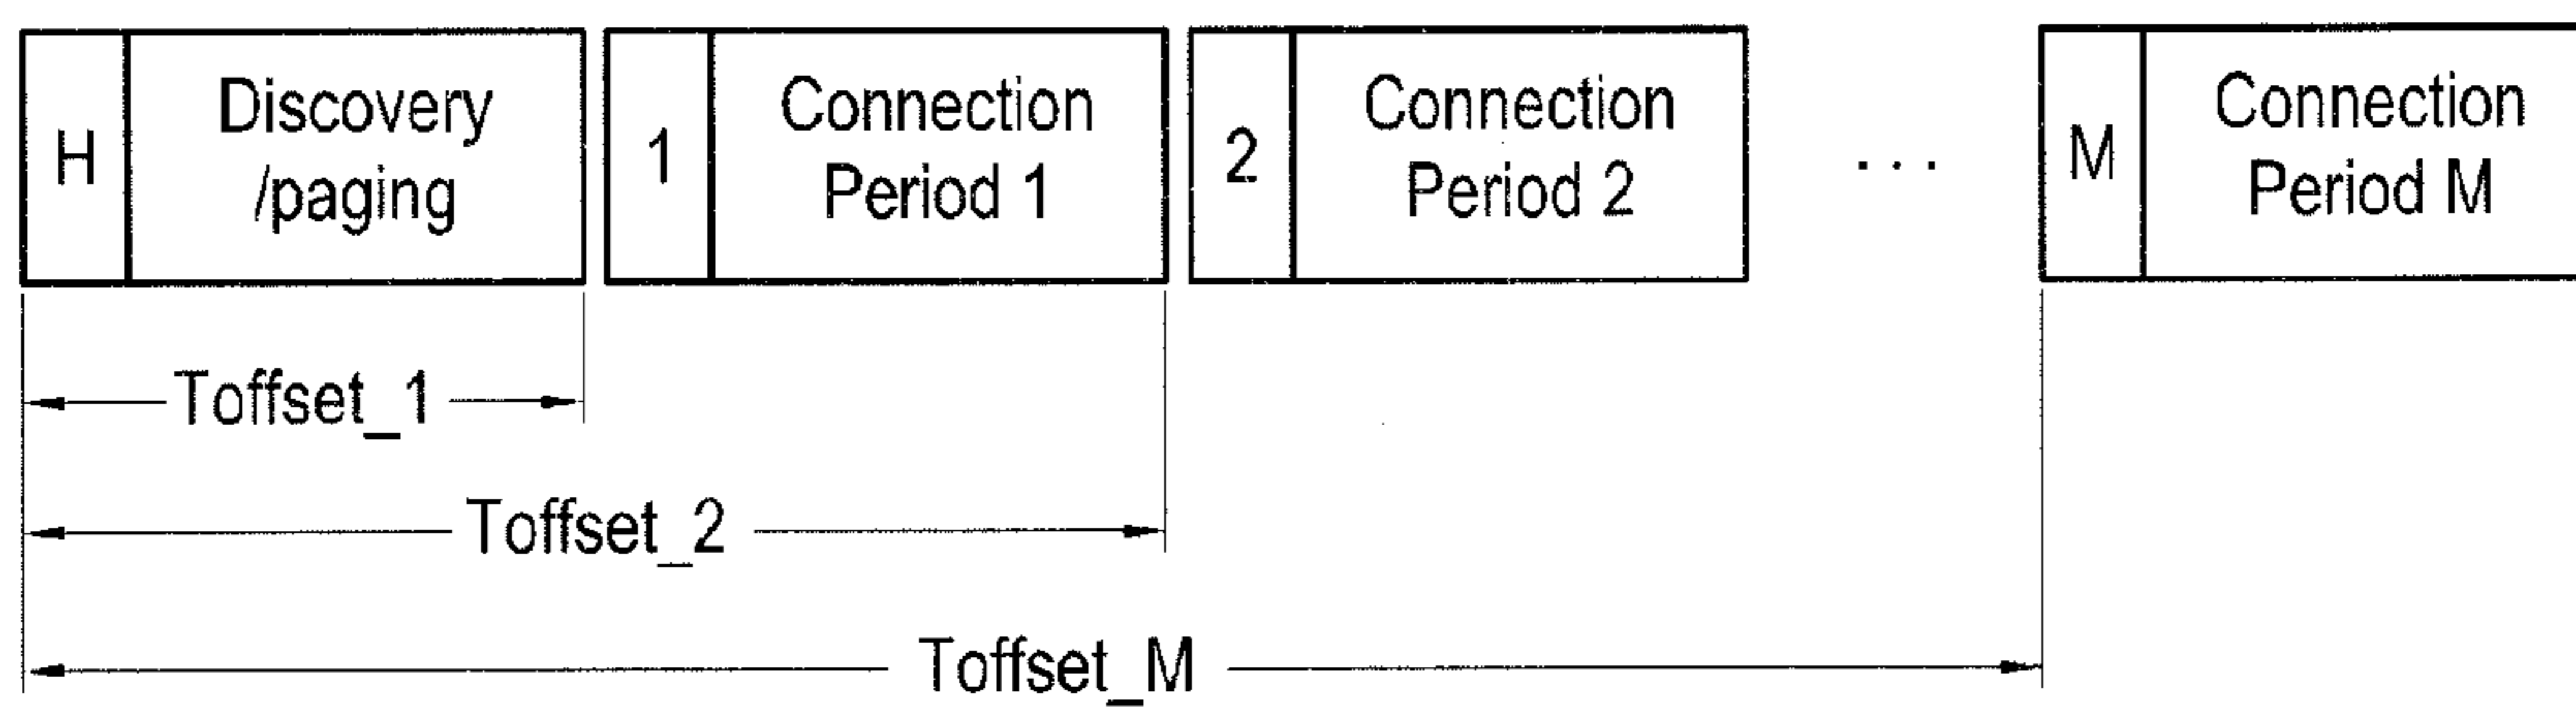 H
Discovery
/paging
1
Connection
Period 1
2
Connection
Period 2
...
M
Connection
Period M
Toffset_1
Toffset_2
Toffset_M